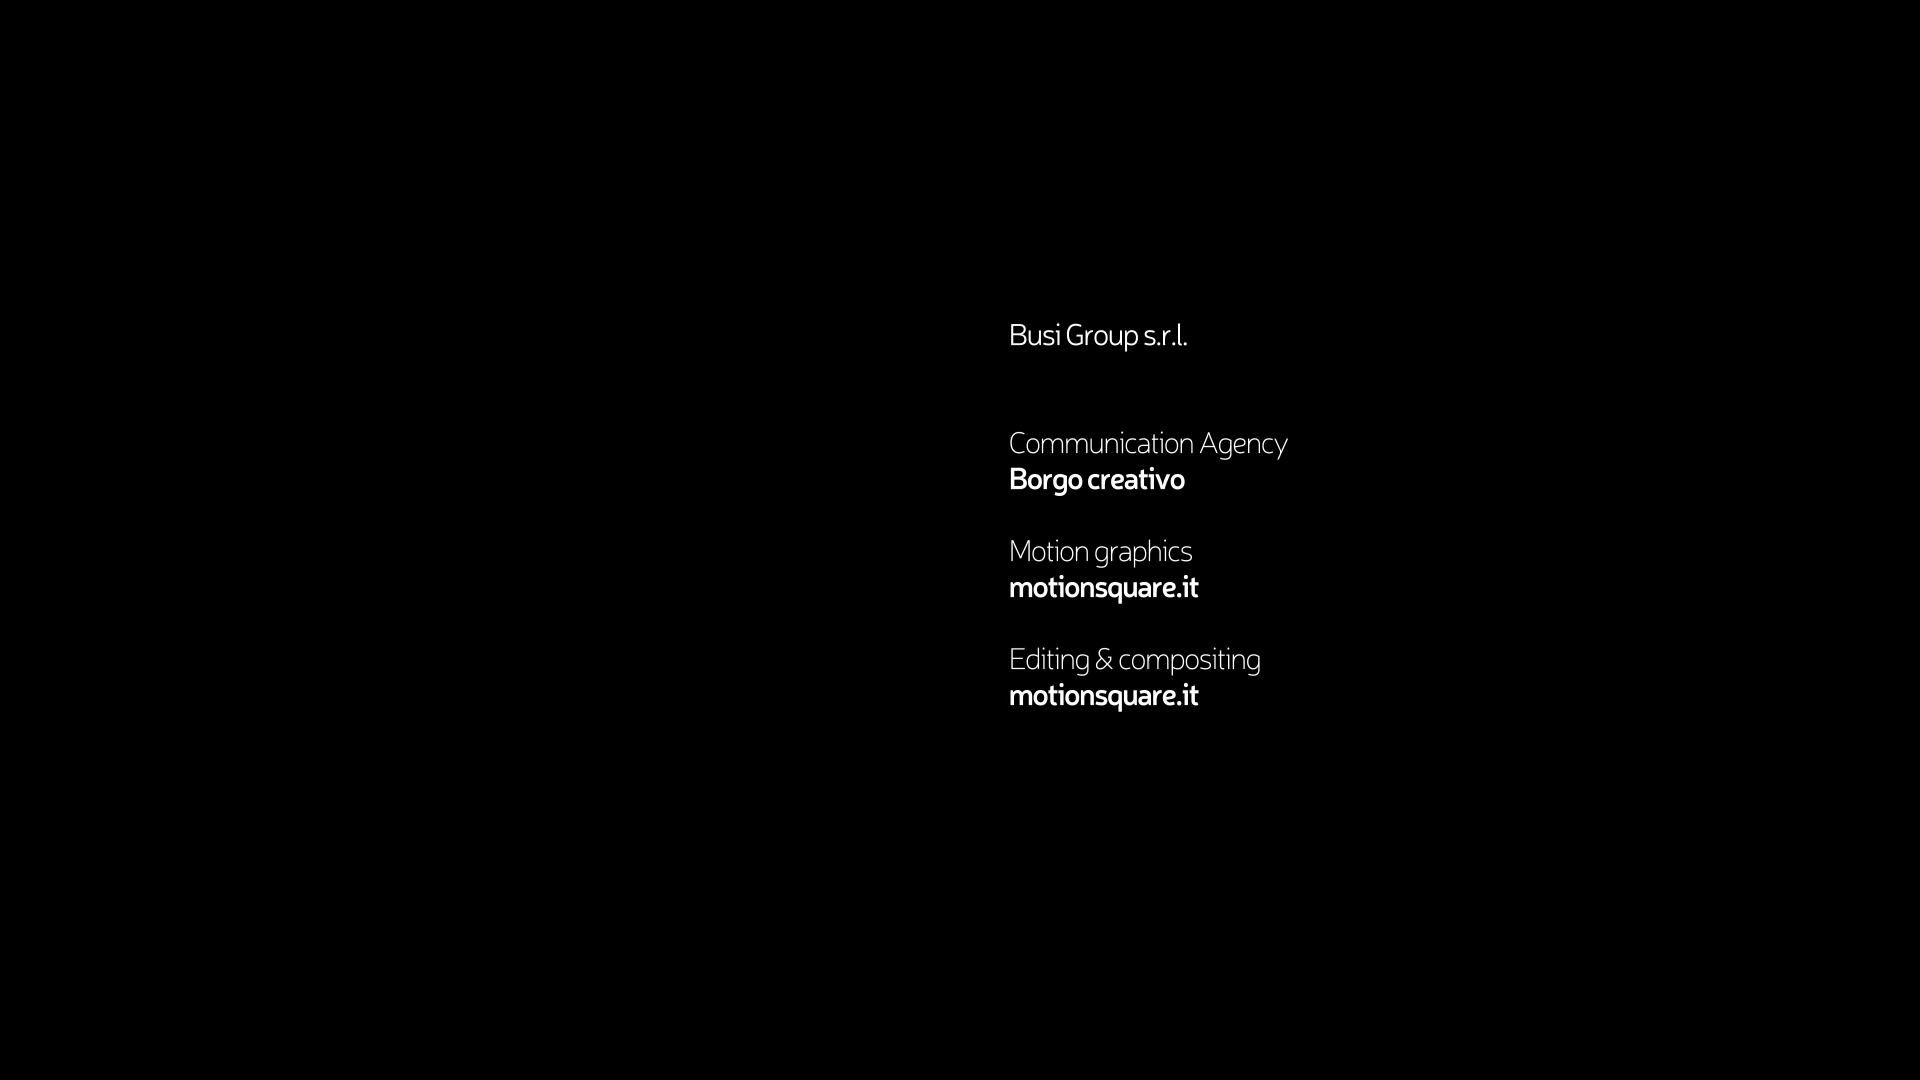 Busi Group s.r.l.
Communication Agency
Borgo creativo
Motion graphics
motionsquare.it
Editing & compositing
motionsquare.it